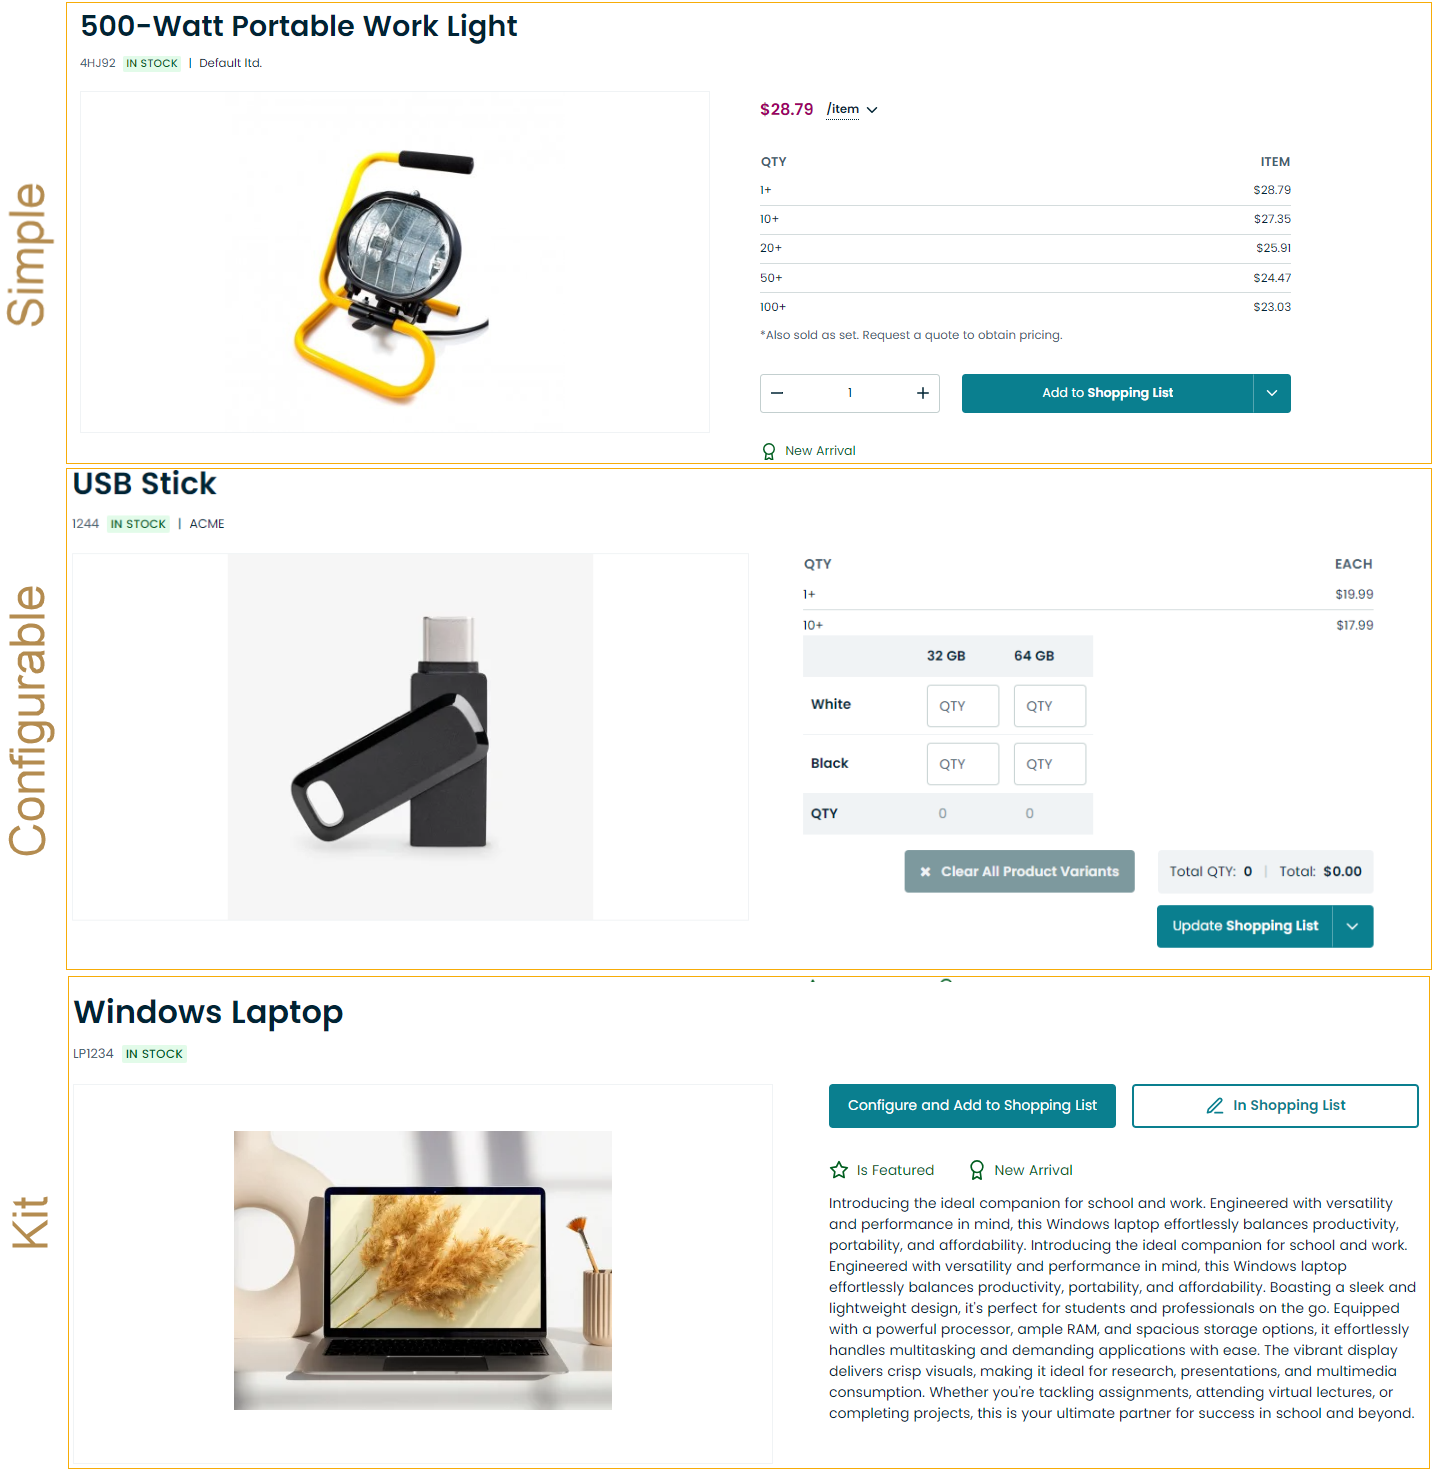 Simple
500-Watt Portable Work Light
4HJ92 IN STOCK | Default ltd.
$28.79 /item
QTY ITEM
1+ $28.79
10+ $27.35
20+ $25.91
50+ $24.47
100+ $23.03
*Also sold as set. Request a quote to obtain pricing.
1 Add to Shopping List
New Arrival
Configurable
USB Stick
1244 IN STOCK | ACME
QTY EACH
1+ $19.99
10+ $17.99
32 GB 64 GB
White QTY QTY
Black QTY QTY
QTY 0 0
Clear All Product Variants Total QTY: 0 | Total: $0.00
Update Shopping List
Kit
Windows Laptop
LP1234 IN STOCK
Configure and Add to Shopping List In Shopping List
Is Featured New Arrival
Introducing the ideal companion for school and work. Engineered with versatility
and performance in mind, this Windows laptop effortlessly balances productivity,
portability, and affordability. Introducing the ideal companion for school and work.
Engineered with versatility and performance in mind, this Windows laptop
effortlessly balances productivity, portability, and affordability. Boasting a sleek and
lightweight design, it's perfect for students and professionals on the go. Equipped
with a powerful processor, ample RAM, and spacious storage options, it effortlessly
handles multitasking and demanding applications with ease. The vibrant display
delivers crisp visuals, making it ideal for research, presentations, and multimedia
consumption. Whether you're tackling assignments, attending virtual lectures, or
completing projects, this is your ultimate partner for success in school and beyond.